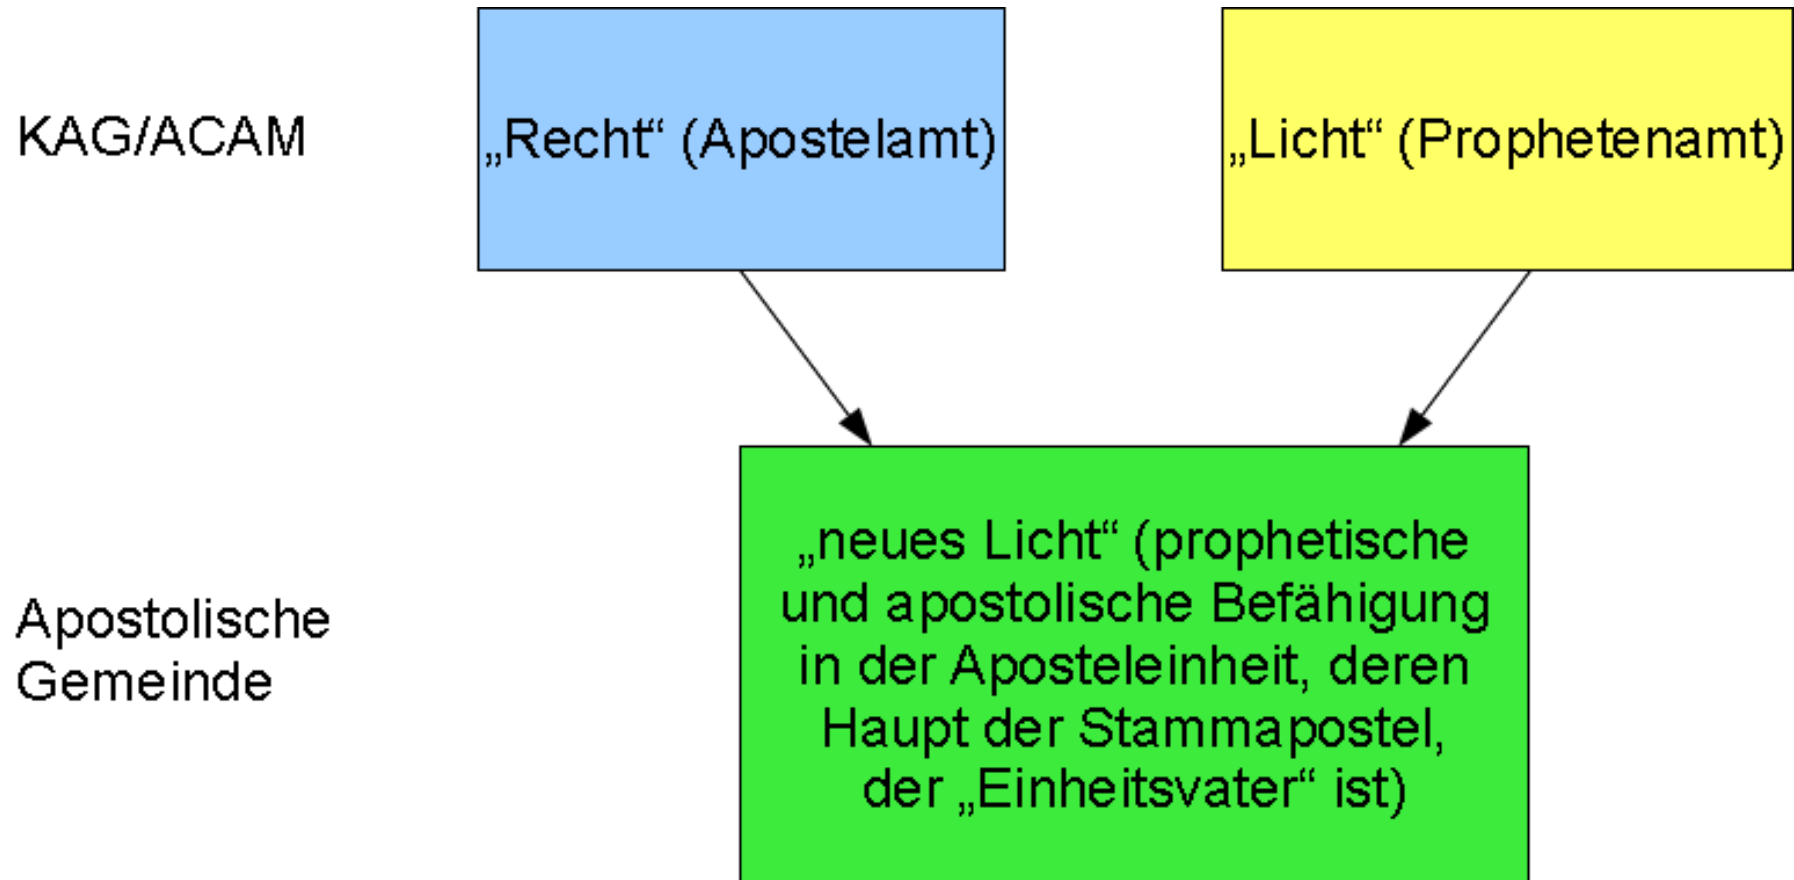 KAG/ACAM
„Recht“ (Apostelamt)
„Licht“ (Prophetenamt)
Apostolische
Gemeinde
„neues Licht“ (prophetische
und apostolische Befähigung
in der Aposteleinheit, deren
Haupt der Stammapostel,
der „Einheitsvater“ ist)